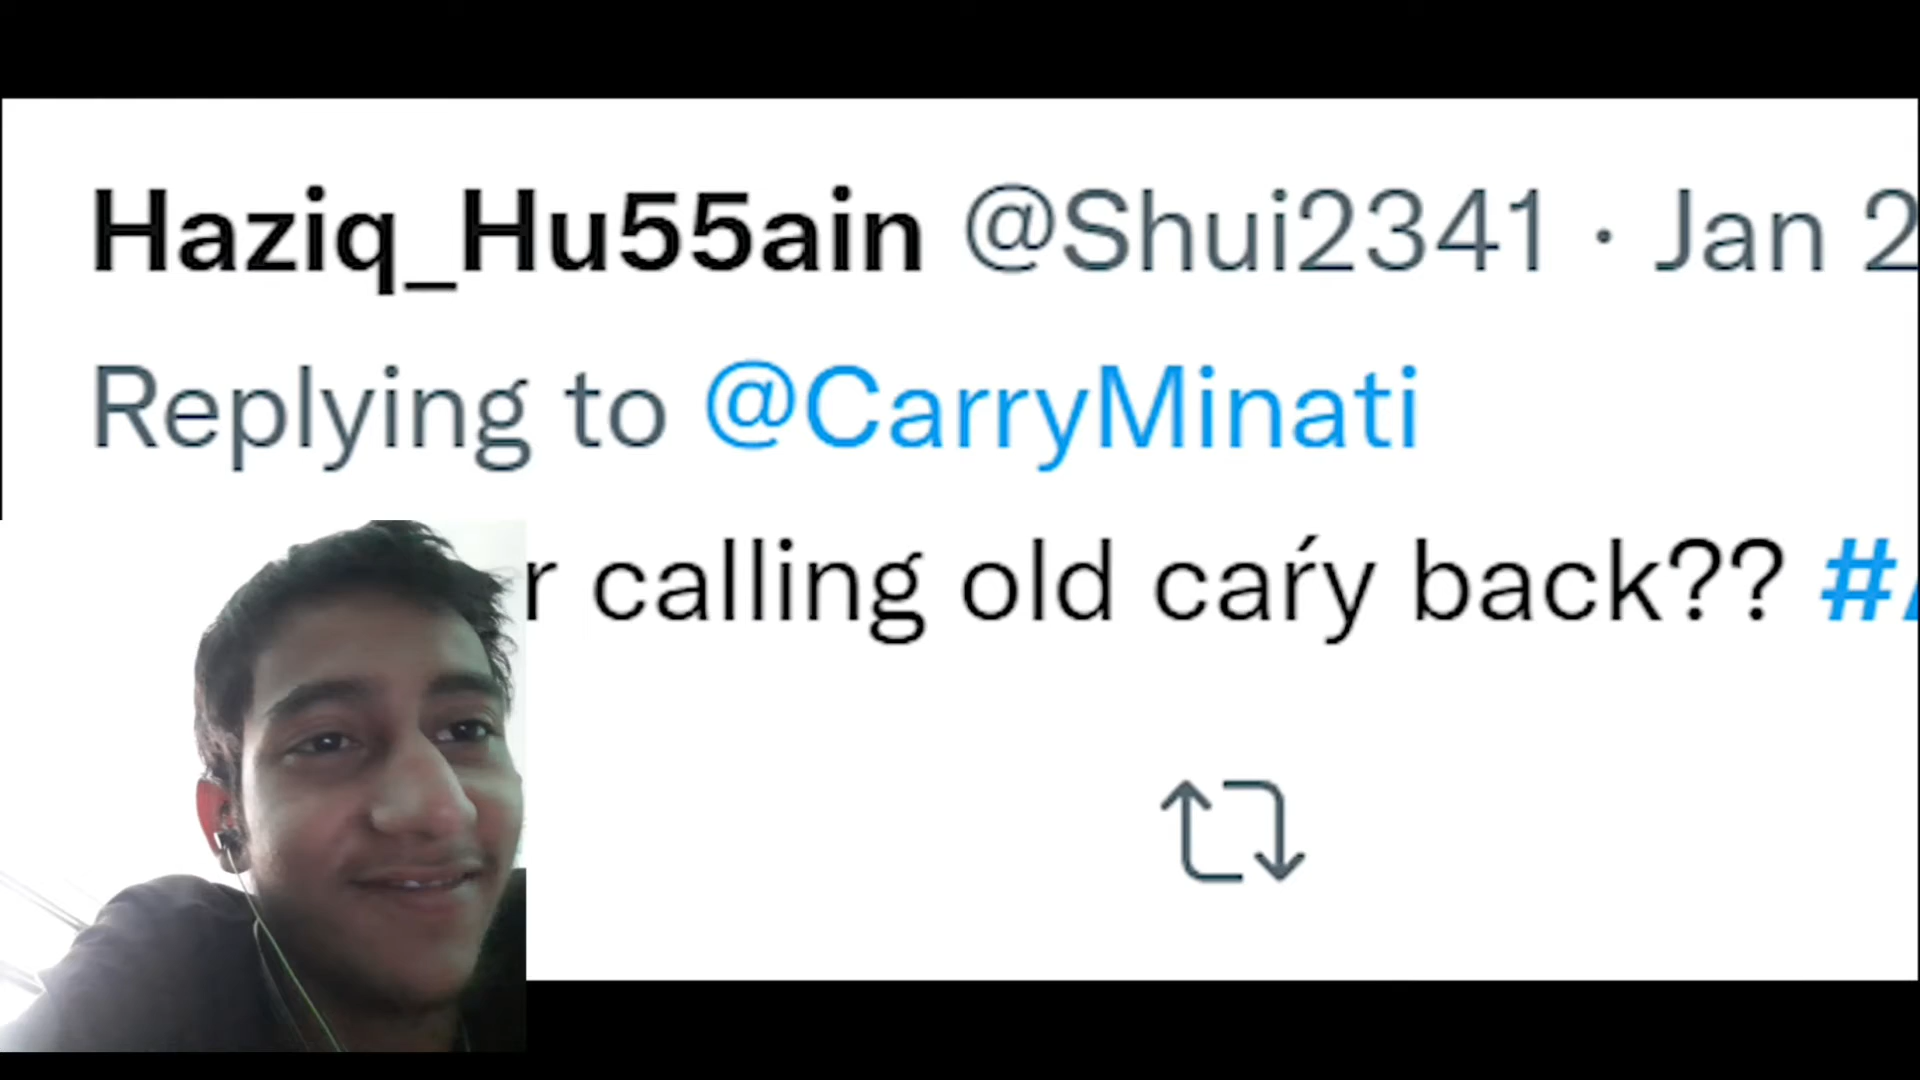 Haziq_Hu55ain @Shui2341 · Jan 2
Replying to @CarryMinati
calling old caŕy back?? #